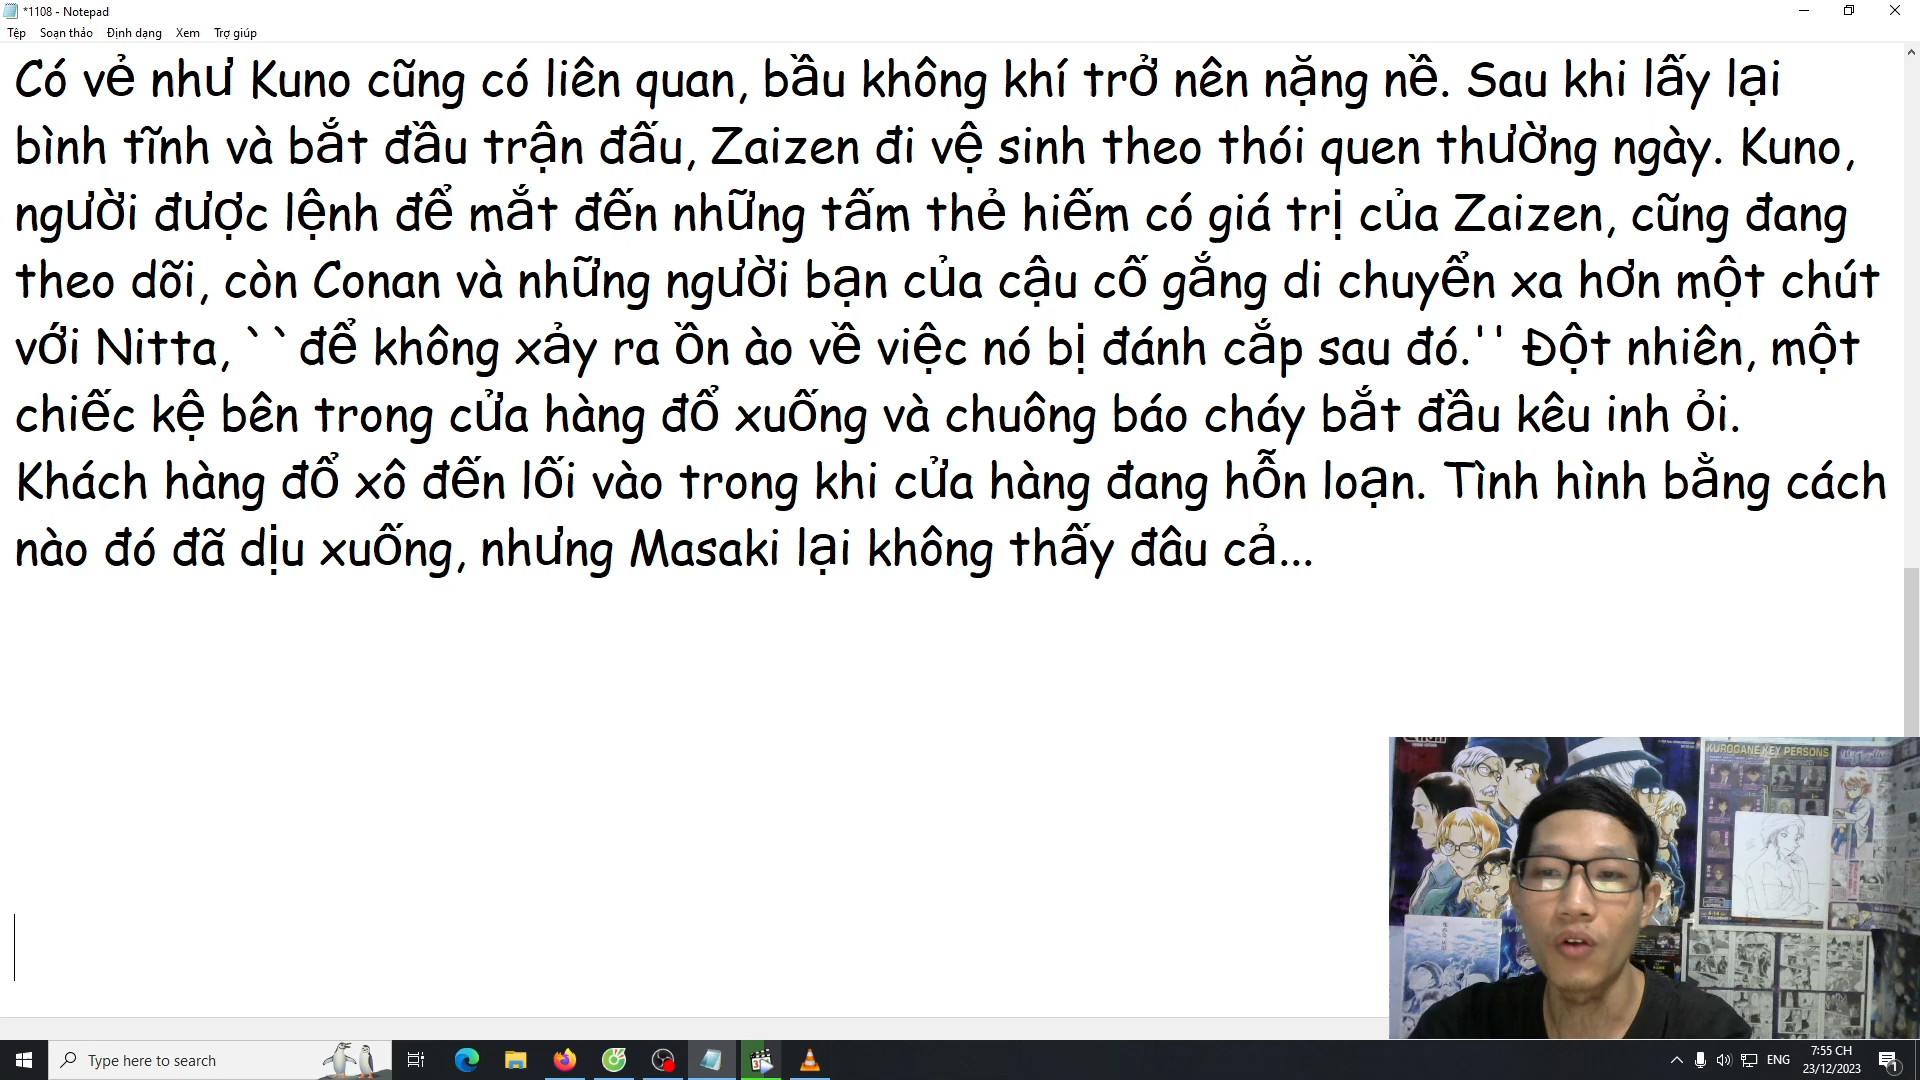 *1108 - Notepad
Tệp Soạn thảo Định dạng Xem Trợ giúp
Có vẻ như Kuno cũng có liên quan, bầu không khí trở nên nặng nề. Sau khi lấy lại
bình tĩnh và bắt đầu trận đấu, Zaizen đi vệ sinh theo thói quen thường ngày. Kuno,
người được lệnh để mắt đến những tấm thẻ hiếm có giá trị của Zaizen, cũng đang
theo dõi, còn Conan và những người bạn của cậu cố gắng di chuyển xa hơn một chút
với Nitta, ``để không xảy ra ồn ào về việc nó bị đánh cắp sau đó.'' Đột nhiên, một
chiếc kệ bên trong cửa hàng đổ xuống và chuông báo cháy bắt đầu kêu inh ỏi.
Khách hàng đổ xô đến lối vào trong khi cửa hàng đang hỗn loạn. Tình hình bằng cách
nào đó đã dịu xuống, nhưng Masaki lại không thấy đâu cả...
KUROGANE KEY PERSONS
Type here to search
ENG
7:55 CH
23/12/2023
1